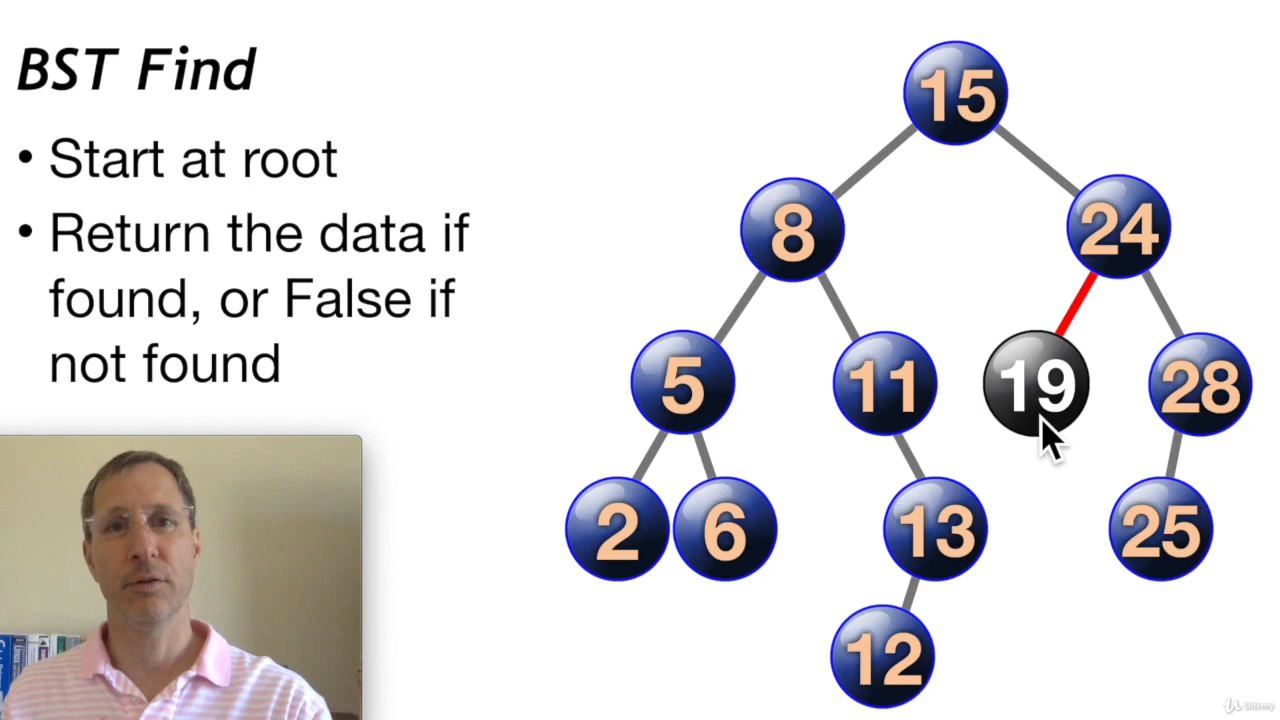 BST Find
• Start at root
• Return the data if
found, or False if
not found
15
8
24
5
11
19
28
2
6
13
25
12
Udemy